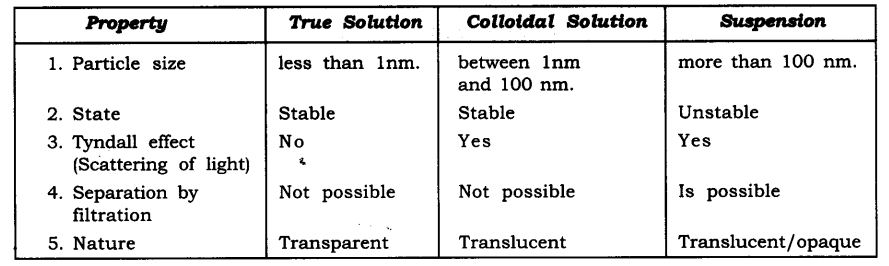 Property True Solution Colloidal Solution Suspension
1. Particle size less than 1nm. between 1nm more than 100 nm.
and 100 nm.
2. State Stable Stable Unstable
3. Tyndall effect No Yes Yes
(Scattering of light)
4. Separation by Not possible Not possible Is possible
filtration
5. Nature Transparent Translucent Translucent/opaque